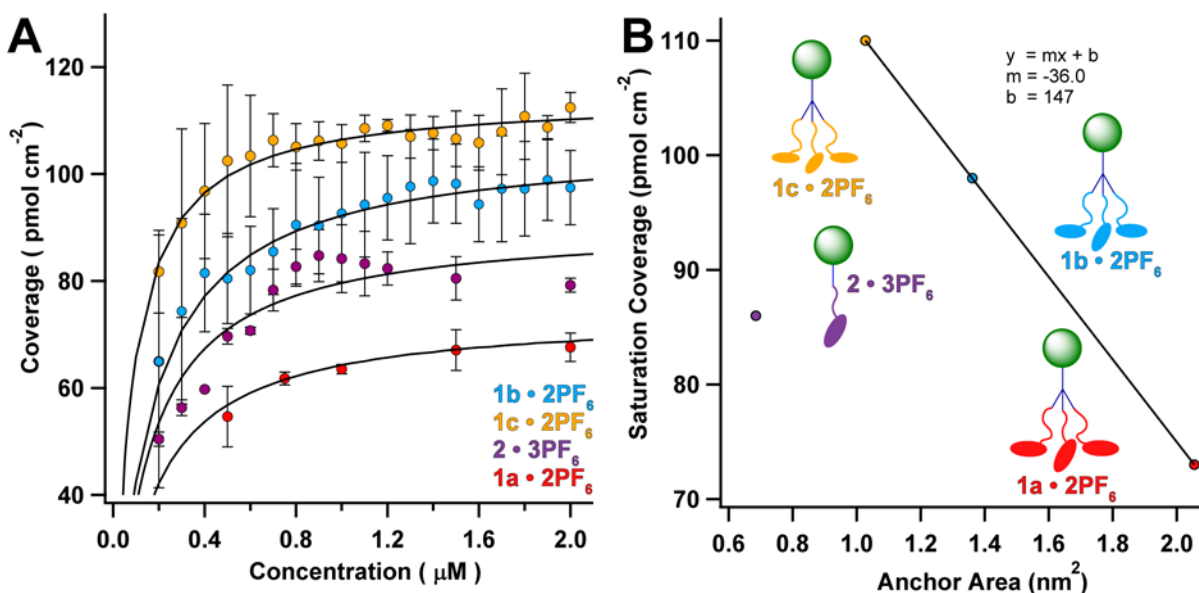 A
Coverage ( pmol cm-2)
120
100
80
60
40
0.0 0.4 0.8 1.2 1.6 2.0
Concentration ( μM )
1b • 2PF6
1c • 2PF6
2 • 3PF6
1a • 2PF6
B
Saturation Coverage (pmol cm-2)
110
100
90
80
70
0.6 0.8 1.0 1.2 1.4 1.6 1.8 2.0
Anchor Area (nm2)
y = mx + b
m = -36.0
b = 147
1c • 2PF6
1b • 2PF6
2 • 3PF6
1a • 2PF6